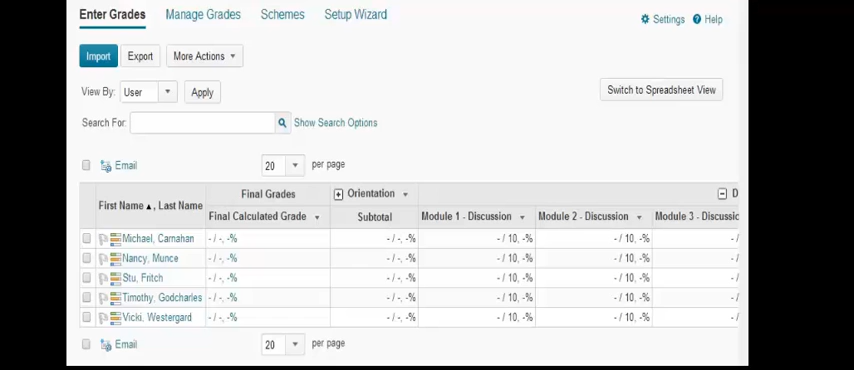 Enter Grades Manage Grades Schemes Setup Wizard Settings Help
Import Export More Actions
View By: User Apply Switch to Spreadsheet View
Search For: Show Search Options
Email 20 per page
Final Grades Orientation D
First Name, Last Name Final Calculated Grade Subtotal Module 1 - Discussion Module 2 - Discussion Module 3 - Discussio
Michael, Carnahan - / -, -% - / -, -% - / 10, -% - / 10, -% - /
Nancy, Munce - / -, -% - / -, -% - / 10, -% - / 10, -% - /
Stu, Fritch - / -, -% - / -, -% - / 10, -% - / 10, -% - /
Timothy, Godcharles - / -, -% - / -, -% - / 10, -% - / 10, -% - /
Vicki, Westergard - / -, -% - / -, -% - / 10, -% - / 10, -% - /
Email 20 per page